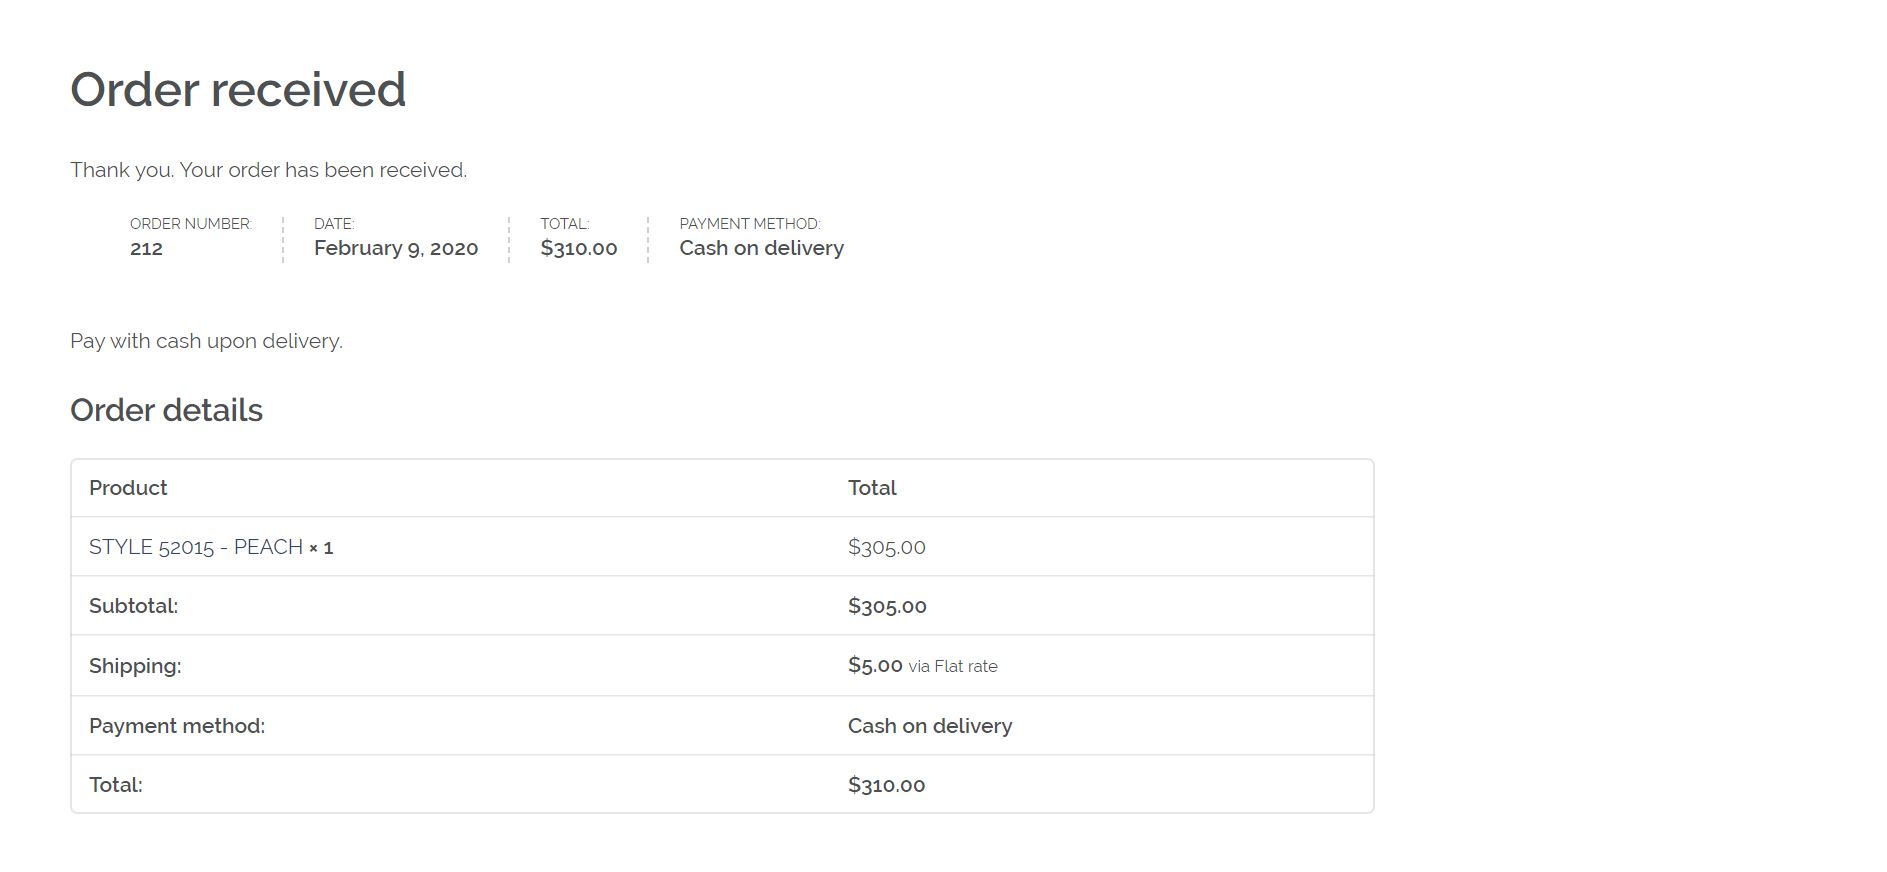 Order received
Thank you. Your order has been received.
ORDER NUMBER: DATE: TOTAL: PAYMENT METHOD:
212 February 9, 2020 $310.00 Cash on delivery
Pay with cash upon delivery.
Order details
Product Total
STYLE 52015 - PEACH × 1 $305.00
Subtotal: $305.00
Shipping: $5.00 via Flat rate
Payment method: Cash on delivery
Total: $310.00